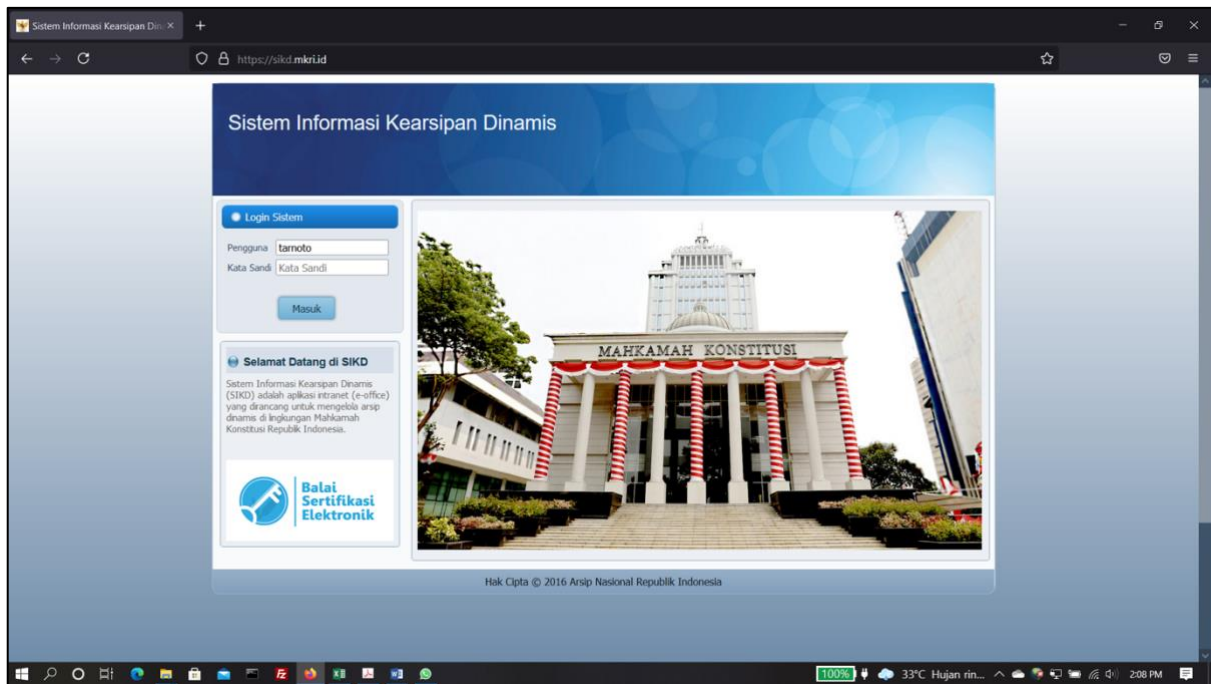 Sistem Informasi Kearsipan Din
https://sikd.mkri.id
Sistem Informasi Kearsipan Dinamis
Login Sistem
Pengguna tarnoto
Kata Sandi Kata Sandi
Masuk
Selamat Datang di SIKD
Sistem Informasi Kearsipan Dinamis
(SIKD) adalah aplikasi intranet (e-office)
yang dirancang untuk mengelola arsip
dinamis di lingkungan Mahkamah
Konstitusi Republik Indonesia.
Balai
Sertifikasi
Elektronik
MAHKAMAH KONSTITUSI
Hak Cipta © 2016 Arsip Nasional Republik Indonesia
100% 33°C Hujan rin... 2:08 PM